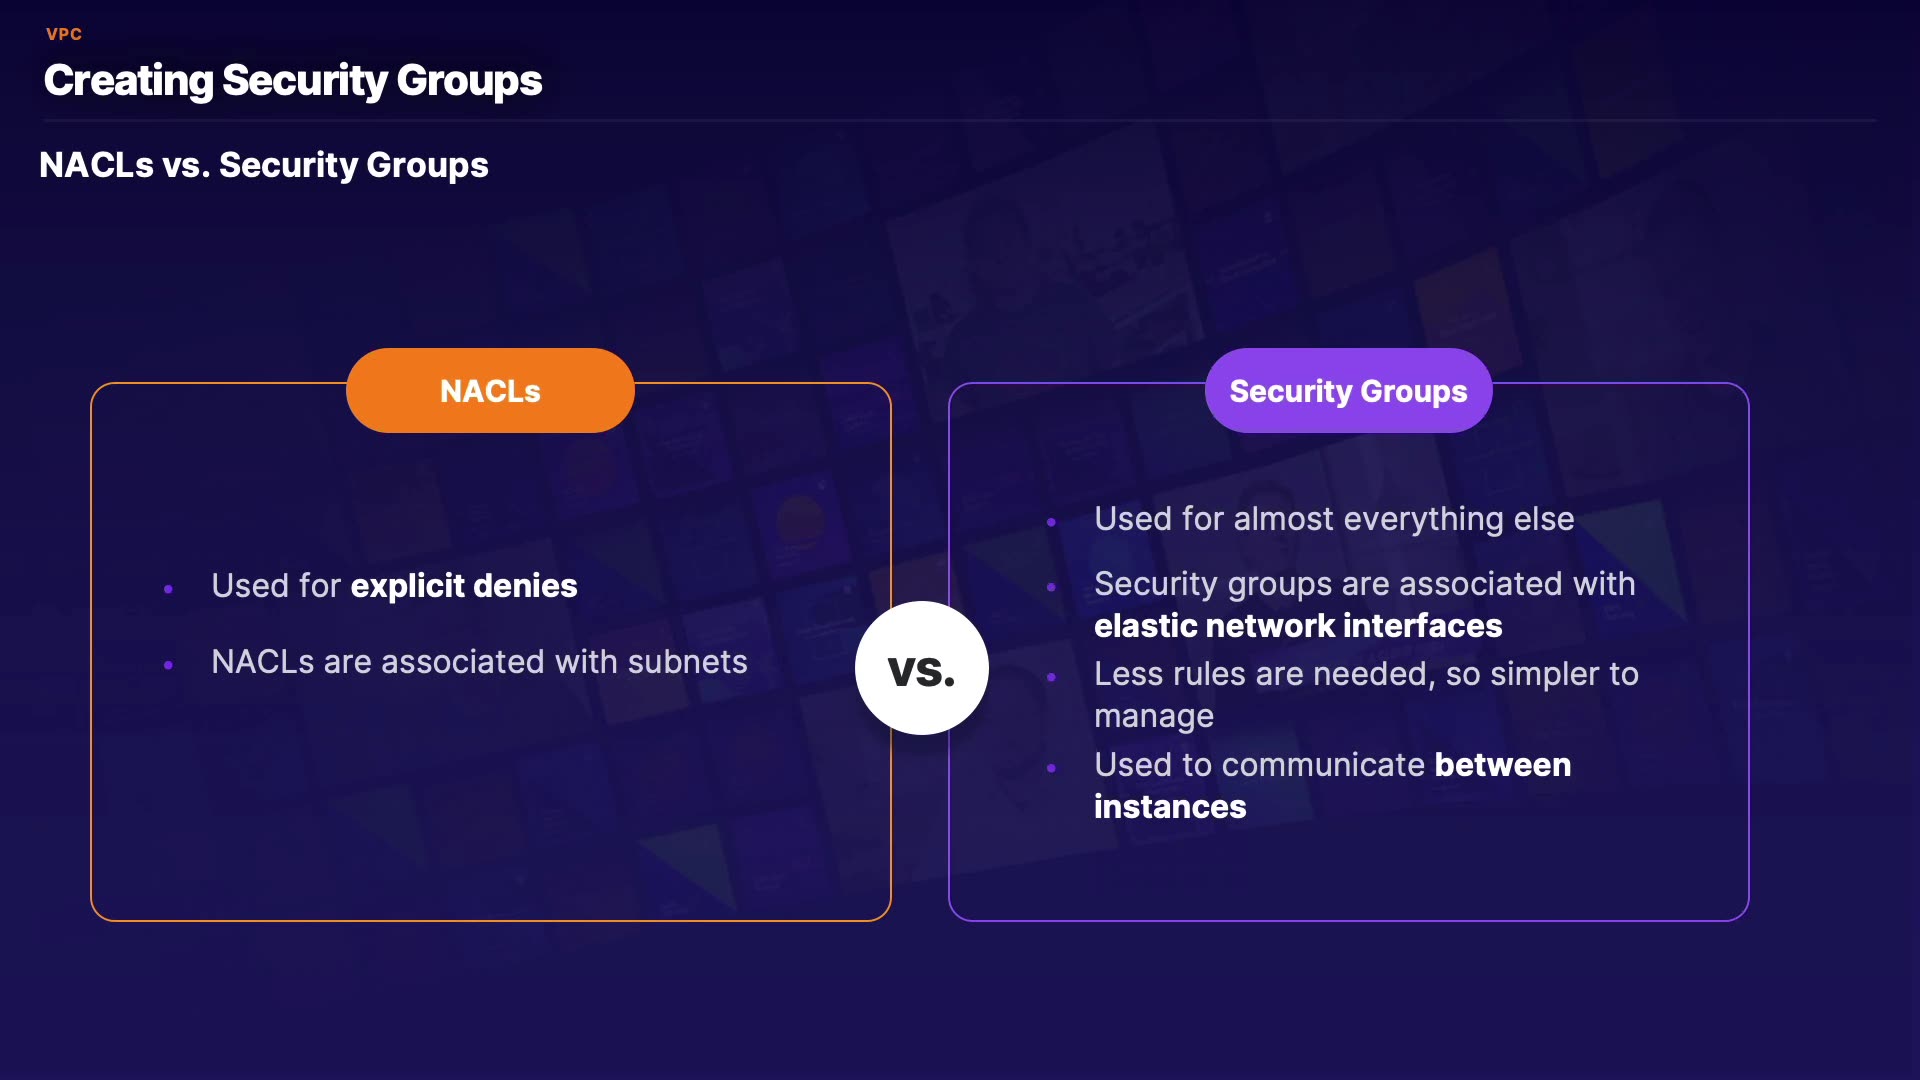 VPC
Creating Security Groups
NACLs vs. Security Groups
NACLs
Used for explicit denies
NACLs are associated with subnets
vs.
Security Groups
Used for almost everything else
Security groups are associated with
elastic network interfaces
Less rules are needed, so simpler to
manage
Used to communicate between
instances